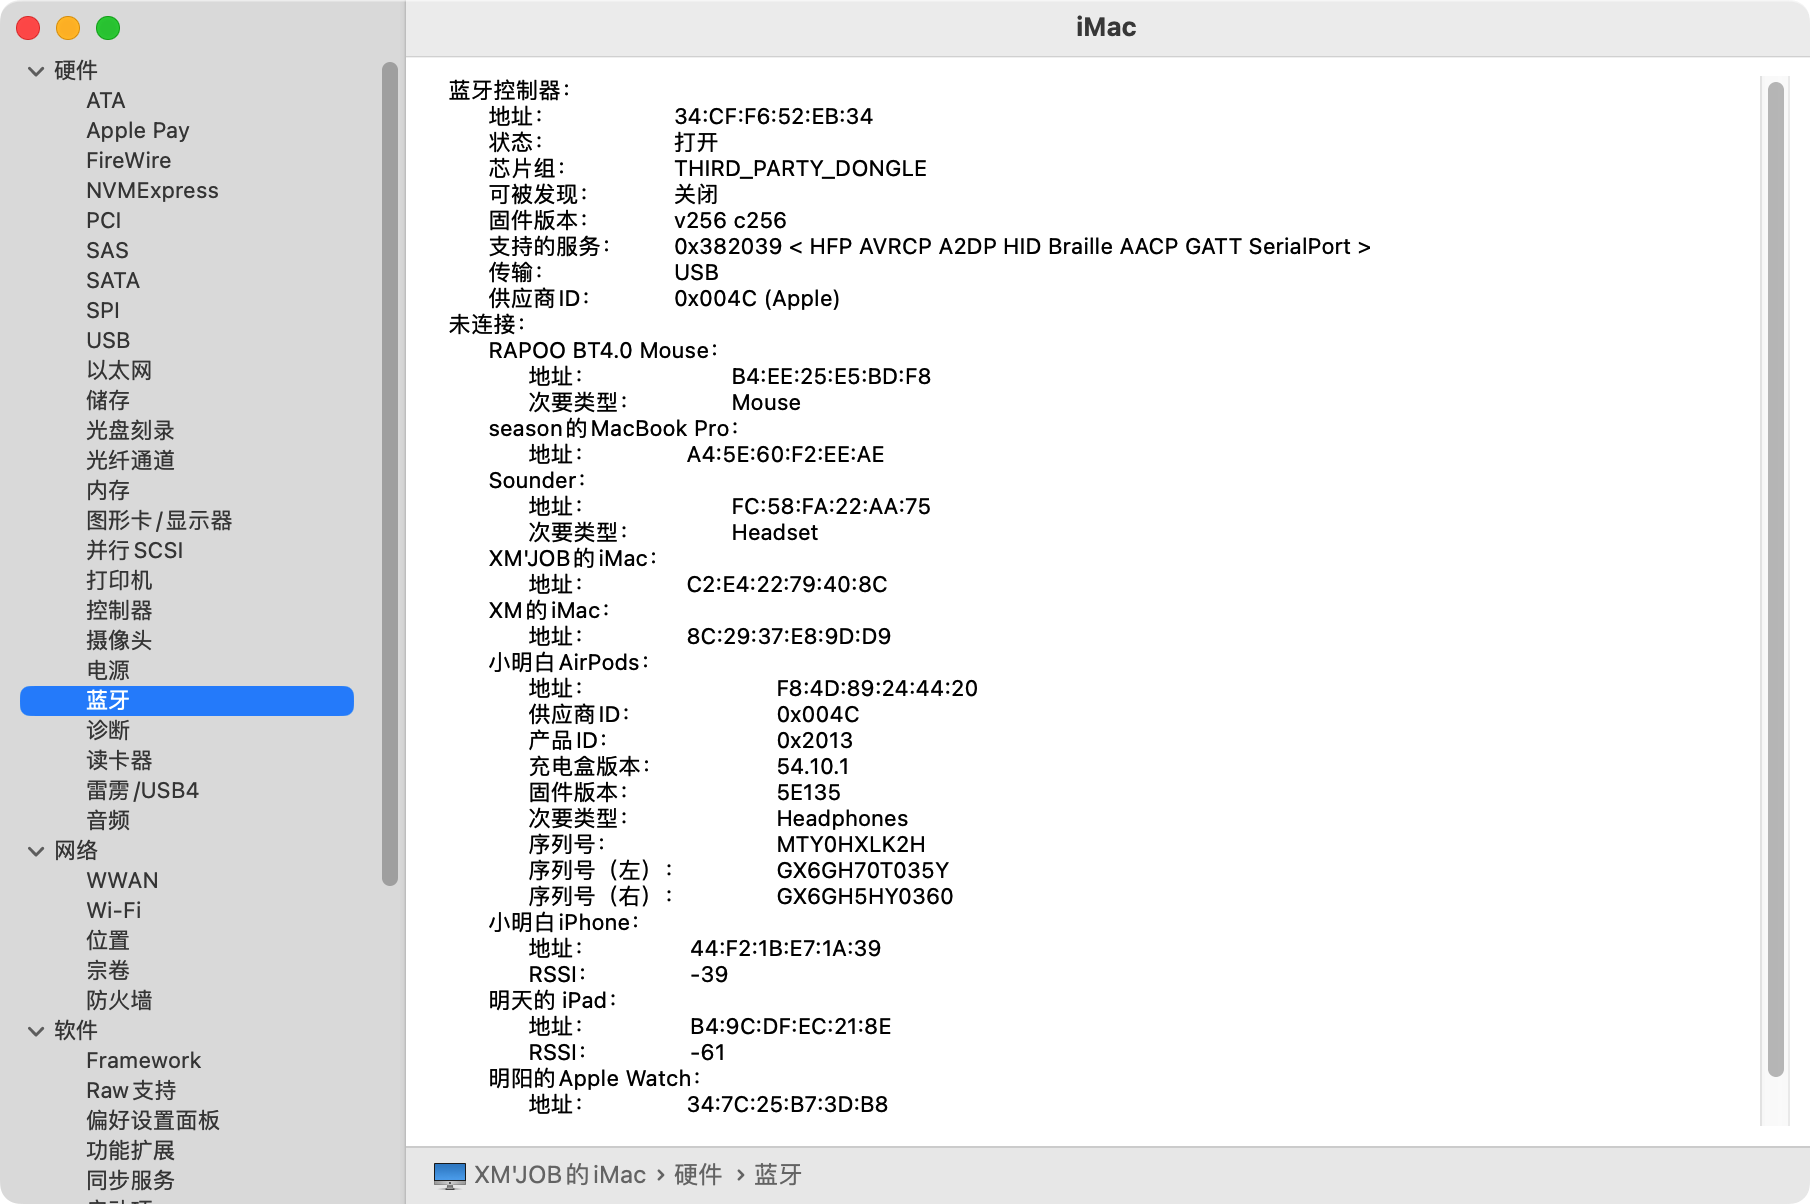 iMac
硬件
ATA
Apple Pay
FireWire
NVMExpress
PCI
SAS
SATA
SPI
USB
以太网
储存
光盘刻录
光纤通道
内存
图形卡/显示器
并行SCSI
打印机
控制器
摄像头
电源
蓝牙
诊断
读卡器
雷雳/USB4
音频
网络
WWAN
Wi-Fi
位置
宗卷
防火墙
软件
Framework
Raw支持
偏好设置面板
功能扩展
同步服务
蓝牙控制器：
地址： 34:CF:F6:52:EB:34
状态： 打开
芯片组： THIRD_PARTY_DONGLE
可被发现： 关闭
固件版本： v256 c256
支持的服务： 0x382039 < HFP AVRCP A2DP HID Braille AACP GATT SerialPort >
传输： USB
供应商ID： 0x004C (Apple)
未连接：
RAPOO BT4.0 Mouse：
地址： B4:EE:25:E5:BD:F8
次要类型： Mouse
season的MacBook Pro：
地址： A4:5E:60:F2:EE:AE
Sounder：
地址： FC:58:FA:22:AA:75
次要类型： Headset
XM'JOB的iMac：
地址： C2:E4:22:79:40:8C
XM的iMac：
地址： 8C:29:37:E8:9D:D9
小明白AirPods：
地址： F8:4D:89:24:44:20
供应商ID： 0x004C
产品ID： 0x2013
充电盒版本： 54.10.1
固件版本： 5E135
次要类型： Headphones
序列号： MTY0HXLK2H
序列号（左）： GX6GH70T035Y
序列号（右）： GX6GH5HY0360
小明白iPhone：
地址： 44:F2:1B:E7:1A:39
RSSI： -39
明天的 iPad：
地址： B4:9C:DF:EC:21:8E
RSSI： -61
明阳的Apple Watch：
地址： 34:7C:25:B7:3D:B8
XM'JOB的iMac › 硬件 › 蓝牙